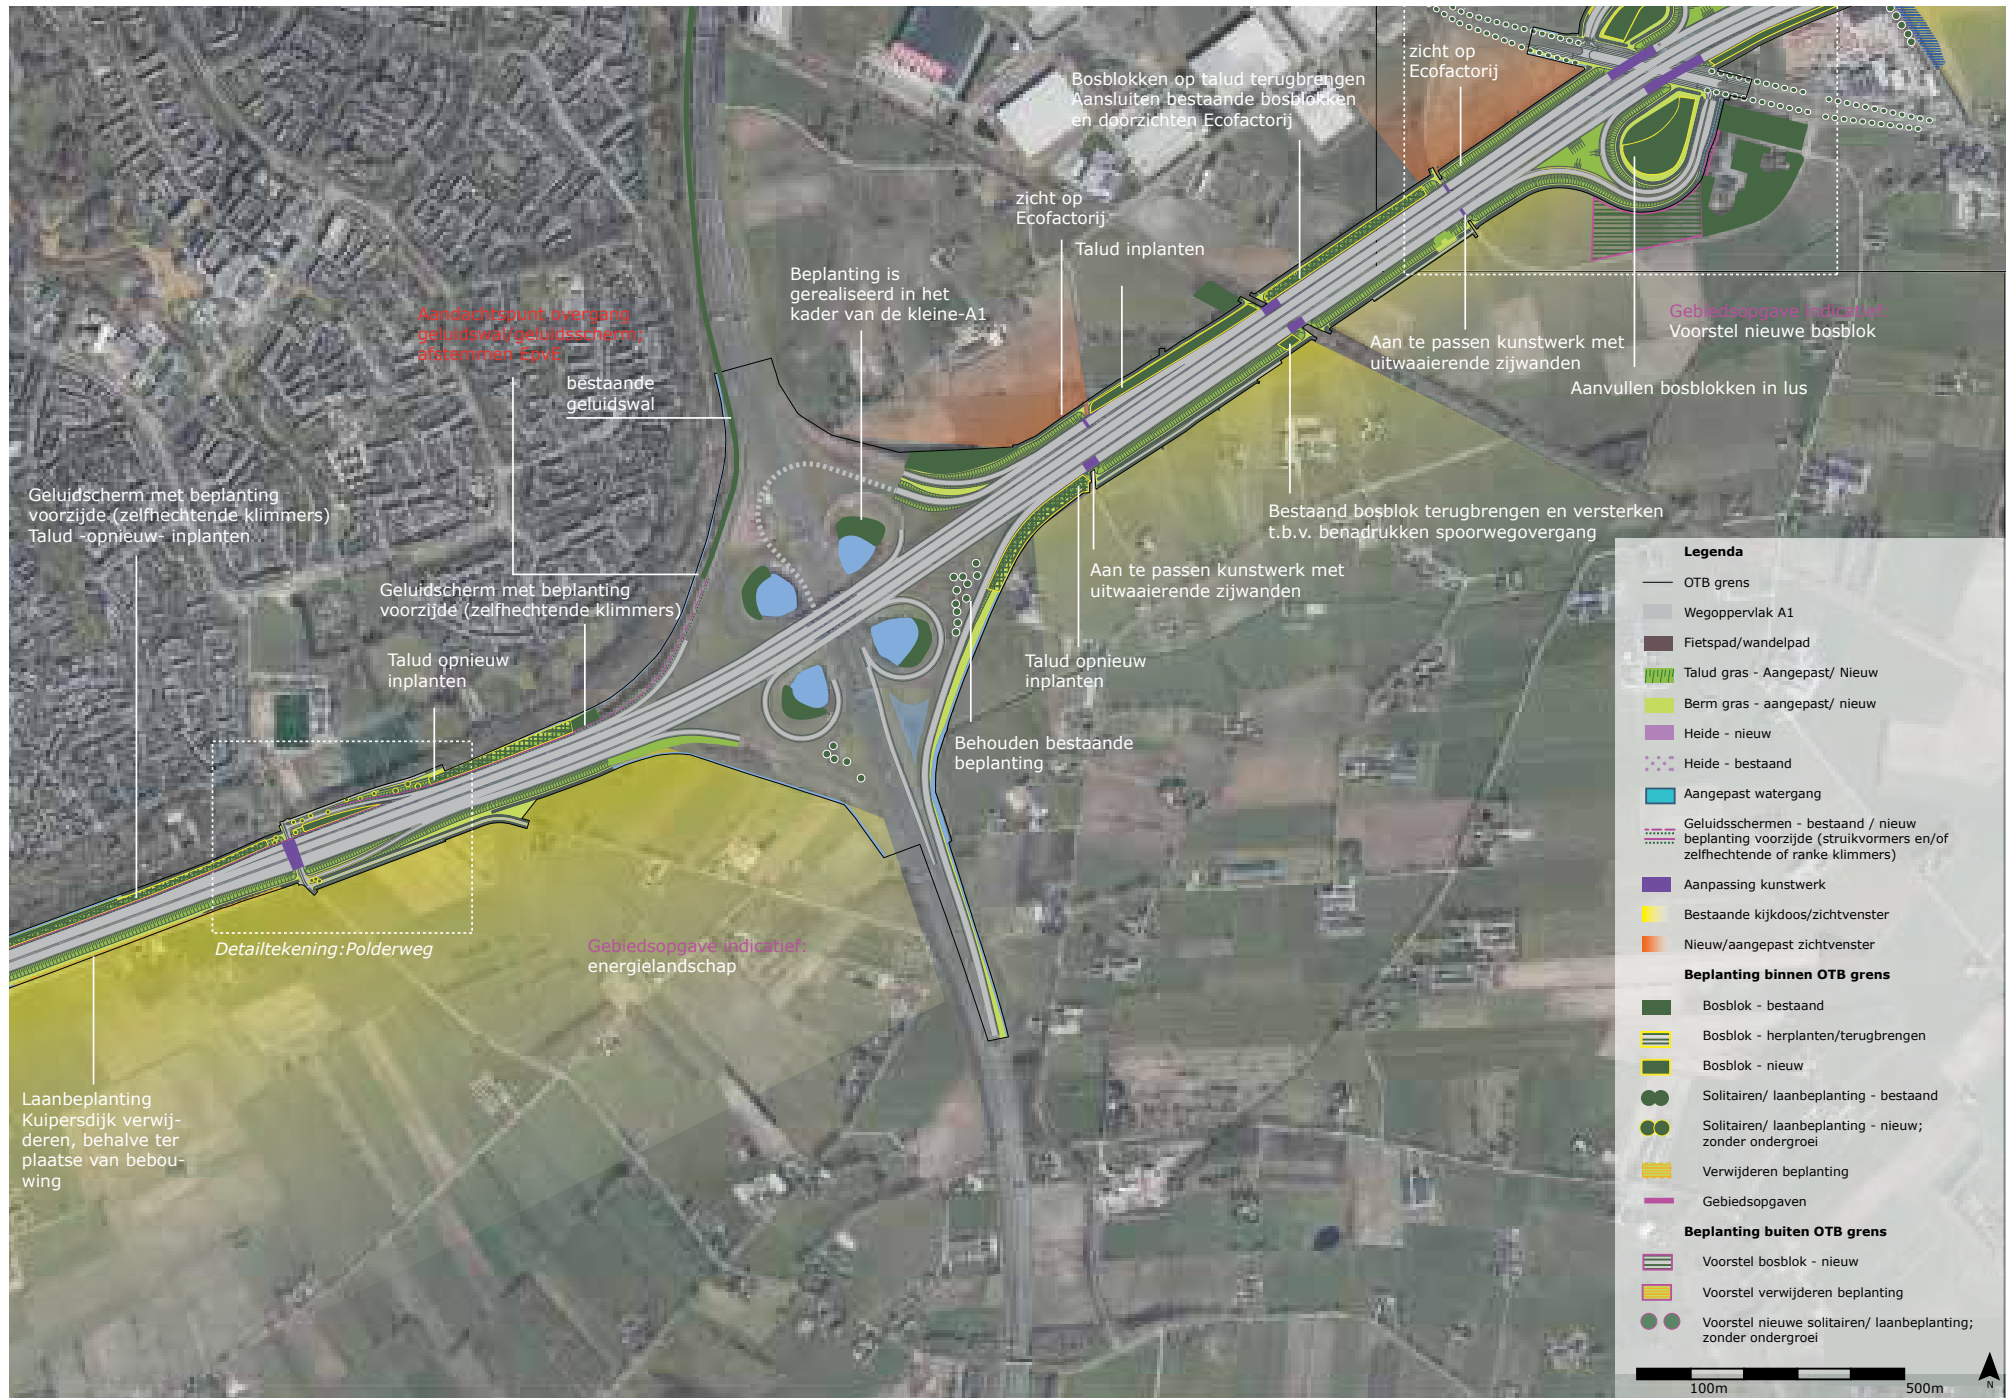 zicht op
Ecofactorij
Bosblokken op talud terugbrengen
Aansluiten bestaande bosblokken
en doorzichten Ecofactorij
zicht op
Ecofactorij
Talud inplanten
Beplanting is
gerealiseerd in het
kader van de kleine-A1
Aandachtspunt overgang
geluidswal/geluidsscherm;
afstemmen EpvE
bestaande
geluidswal
Gebiedsopgave indicatief:
Voorstel nieuwe bosblok
Aan te passen kunstwerk met
uitwaaierende zijwanden
Aanvullen bosblokken in lus
Geluidscherm met beplanting
voorzijde (zelfhechtende klimmers)
Talud -opnieuw- inplanten
Bestaand bosblok terugbrengen en versterken
t.b.v. benadrukken spoorwegovergang
Geluidscherm met beplanting
voorzijde (zelfhechtende klimmers)
Aan te passen kunstwerk met
uitwaaierende zijwanden
Talud opnieuw
inplanten
Talud opnieuw
inplanten
Behouden bestaande
beplanting
Detailtekening:Polderweg
Gebiedsopgave indicatief:
energielandschap
Laanbeplanting
Kuipersdijk verwij-
deren, behalve ter
plaatse van bebou-
wing
Legenda
OTB grens
Wegoppervlak A1
Fietspad/wandelpad
Talud gras - Aangepast/ Nieuw
Berm gras - aangepast/ nieuw
Heide - nieuw
Heide - bestaand
Aangepast watergang
Geluidsschermen - bestaand / nieuw
beplanting voorzijde (struikvormers en/of
zelfhechtende of ranke klimmers)
Aanpassing kunstwerk
Bestaande kijkdoos/zichtvenster
Nieuw/aangepast zichtvenster
Beplanting binnen OTB grens
Bosblok - bestaand
Bosblok - herplanten/terugbrengen
Bosblok - nieuw
Solitairen/ laanbeplanting - bestaand
Solitairen/ laanbeplanting - nieuw;
zonder ondergroei
Verwijderen beplanting
Gebiedsopgaven
Beplanting buiten OTB grens
Voorstel bosblok - nieuw
Voorstel verwijderen beplanting
Voorstel nieuwe solitairen/ laanbeplanting;
zonder ondergroei
100m
500m
N